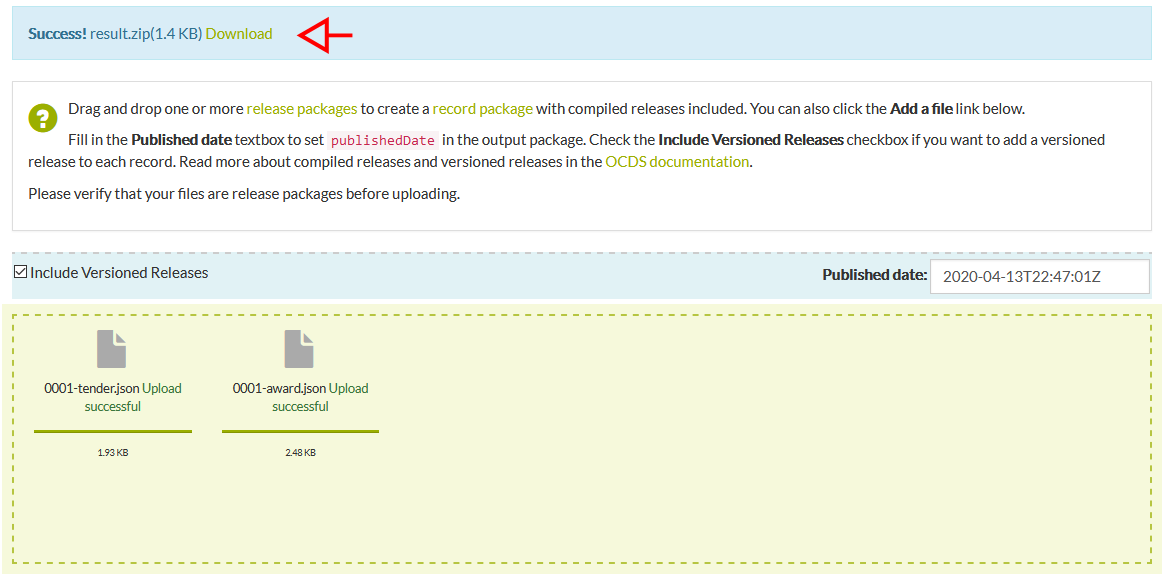 Success! result.zip(1.4 KB) Download
?
Drag and drop one or more release packages to create a record package with compiled releases included. You can also click the Add a file link below.
Fill in the Published date textbox to set publishedDate in the output package. Check the Include Versioned Releases checkbox if you want to add a versioned
release to each record. Read more about compiled releases and versioned releases in the OCDS documentation.
Please verify that your files are release packages before uploading.
Include Versioned Releases
Published date: 2020-04-13T22:47:01Z
0001-tender.json Upload
successful
1.93 KB
0001-award.json Upload
successful
2.48 KB